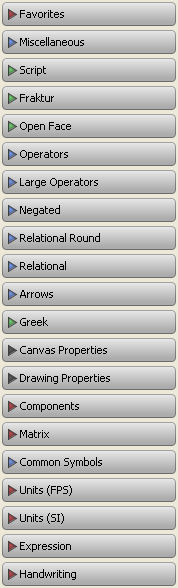 Favorites
Miscellaneous
Script
Fraktur
Open Face
Operators
Large Operators
Negated
Relational Round
Relational
Arrows
Greek
Canvas Properties
Drawing Properties
Components
Matrix
Common Symbols
Units (FPS)
Units (SI)
Expression
Handwriting